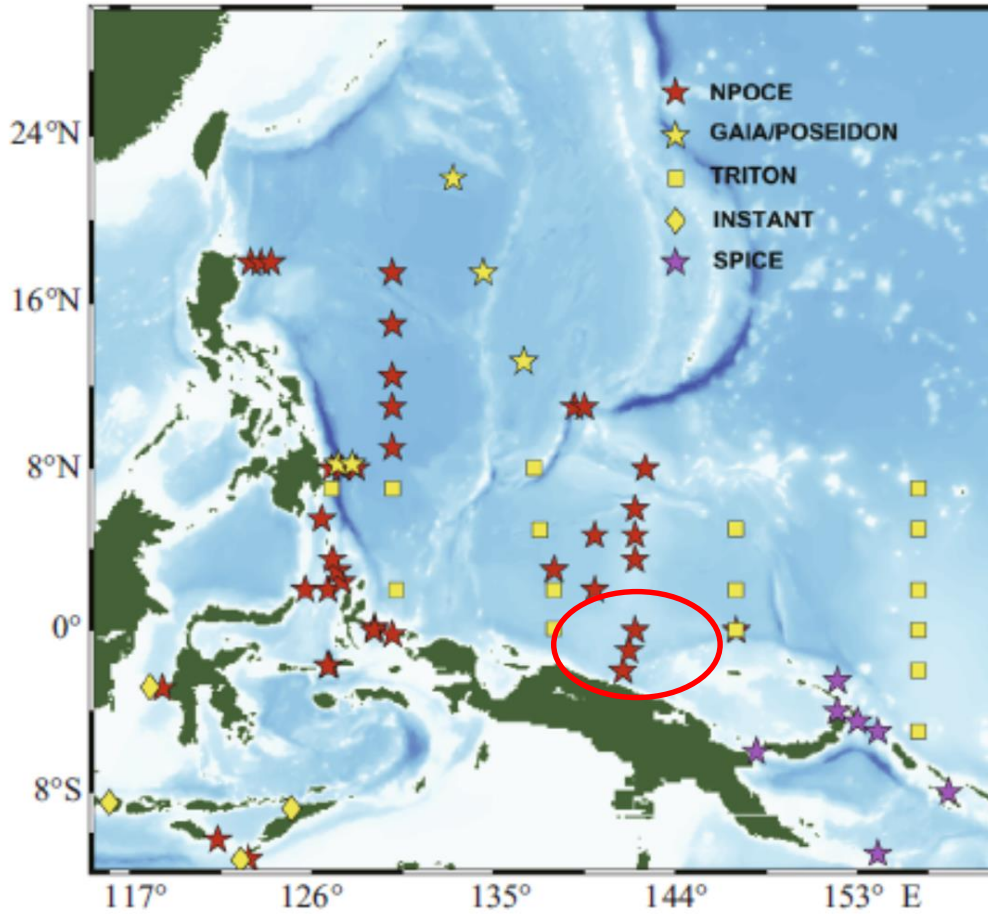 NPOCE
24°N
GAIA/POSEIDON
TRITON
INSTANT
SPICE
16°N
8°N
0°
8°S
117° 126° 135° 144° 153° E